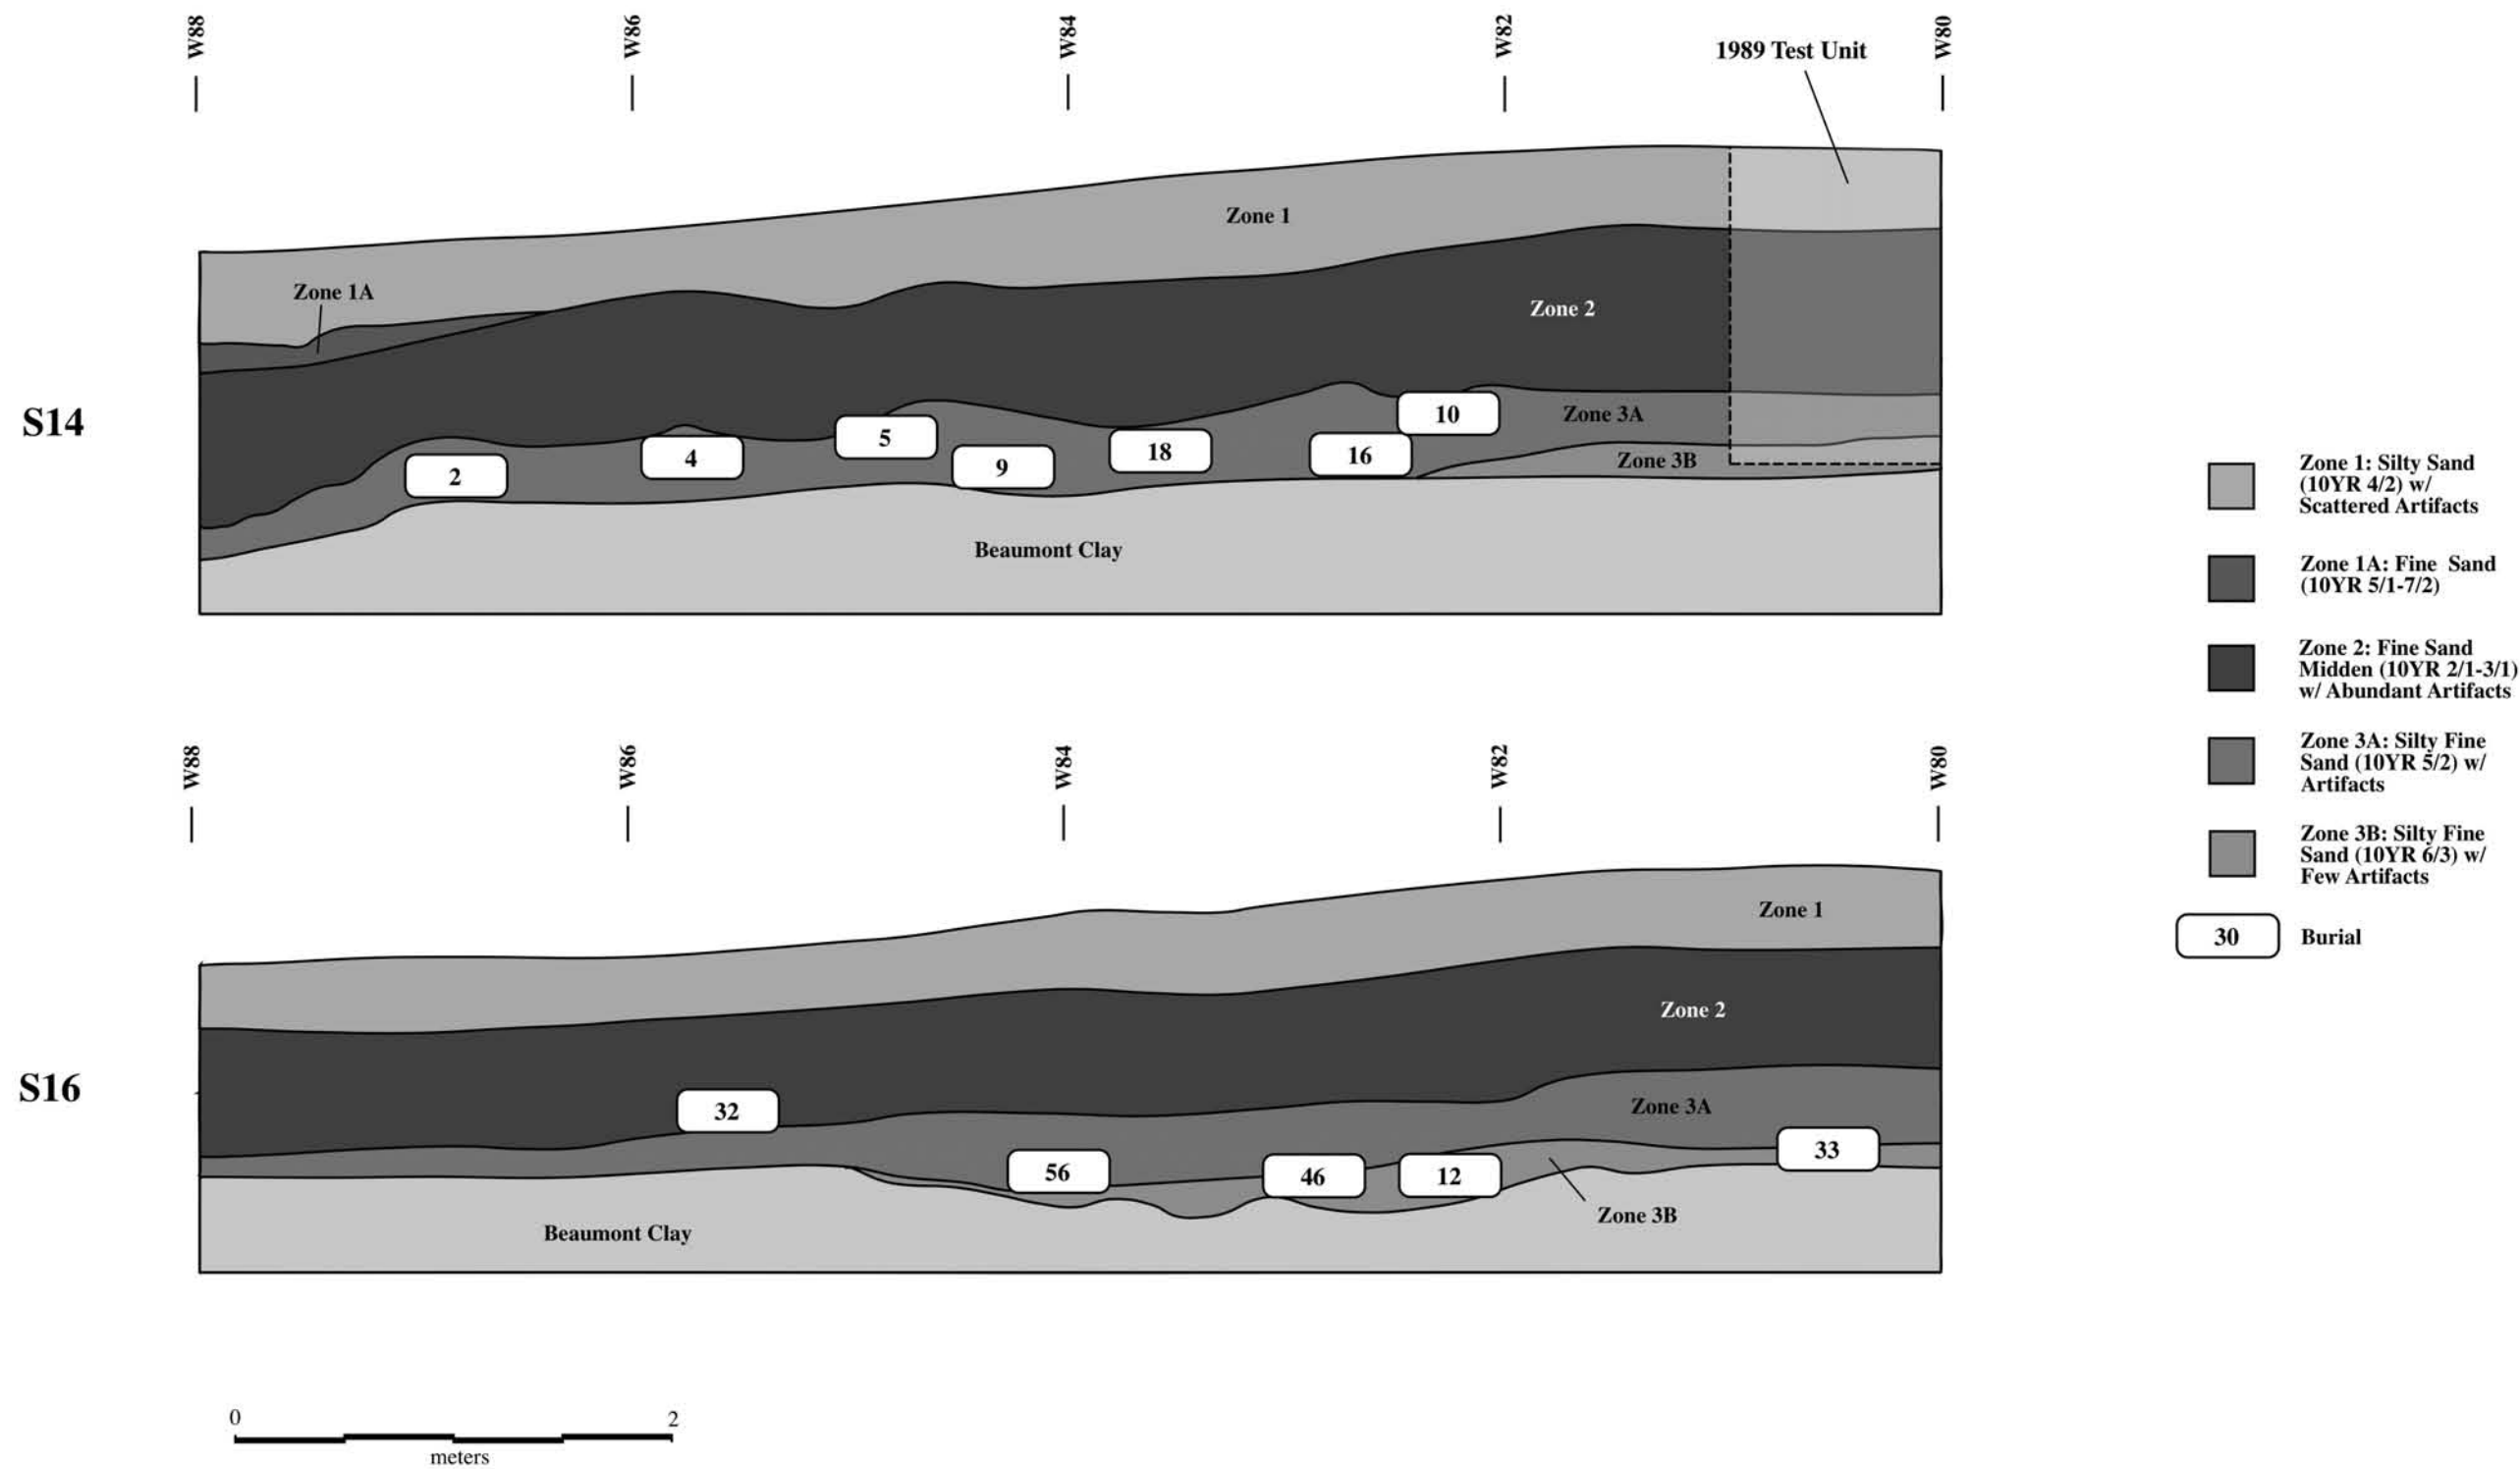 W88
W86
W84
W82
W80
1989 Test Unit
Zone 1
Zone 1A
Zone 2
S14
10
Zone 3A
5
18
4
16
9
2
Zone 3B
Beaumont Clay
W88
W86
W84
W82
W80
Zone 1
Zone 2
S16
32
Zone 3A
33
56
46
12
Zone 3B
Beaumont Clay
Zone 1: Silty Sand
(10YR 4/2) w/
Scattered Artifacts
Zone 1A: Fine Sand
(10YR 5/1-7/2)
Zone 2: Fine Sand
Midden (10YR 2/1-3/1)
w/ Abundant Artifacts
Zone 3A: Silty Fine
Sand (10YR 5/2) w/
Artifacts
Zone 3B: Silty Fine
Sand (10YR 6/3) w/
Few Artifacts
30 Burial
0 2
meters